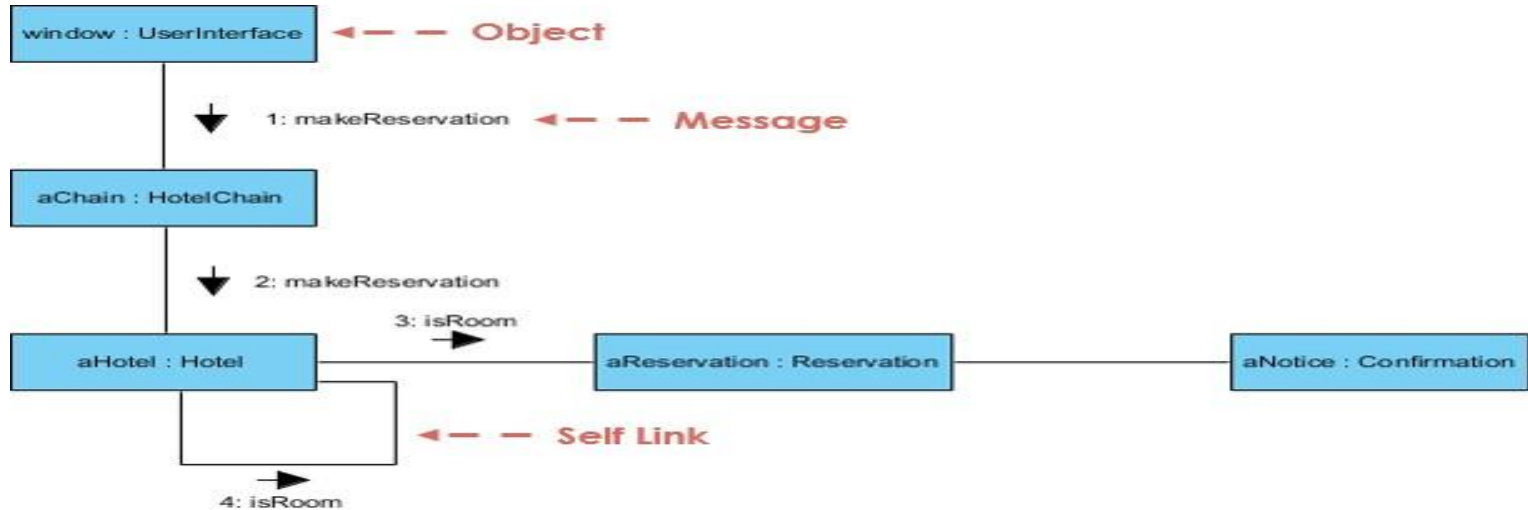 window : UserInterface
Object
1: makeReservation
Message
aChain : HotelChain
2: makeReservation
3: isRoom
aHotel : Hotel
aReservation : Reservation
aNotice : Confirmation
Self Link
4: isRoom